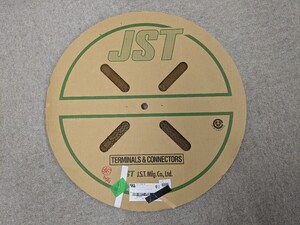 JST
TERMINALS & CONNECTORS
JST J.S.T. Mfg. Co., Ltd.